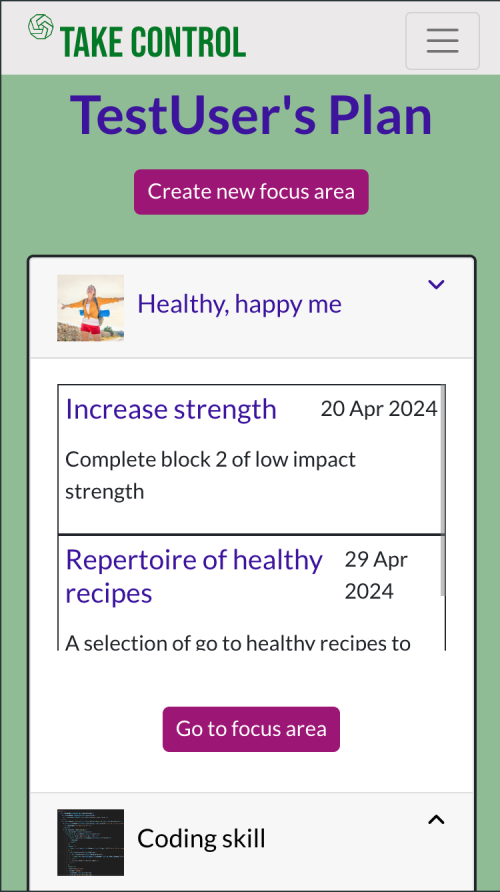 TAKE CONTROL
TestUser's Plan
Create new focus area
Healthy, happy me
Increase strength
20 Apr 2024
Complete block 2 of low impact
strength
Repertoire of healthy
recipes
29 Apr
2024
A selection of go to healthy recipes to
Go to focus area
Coding skill